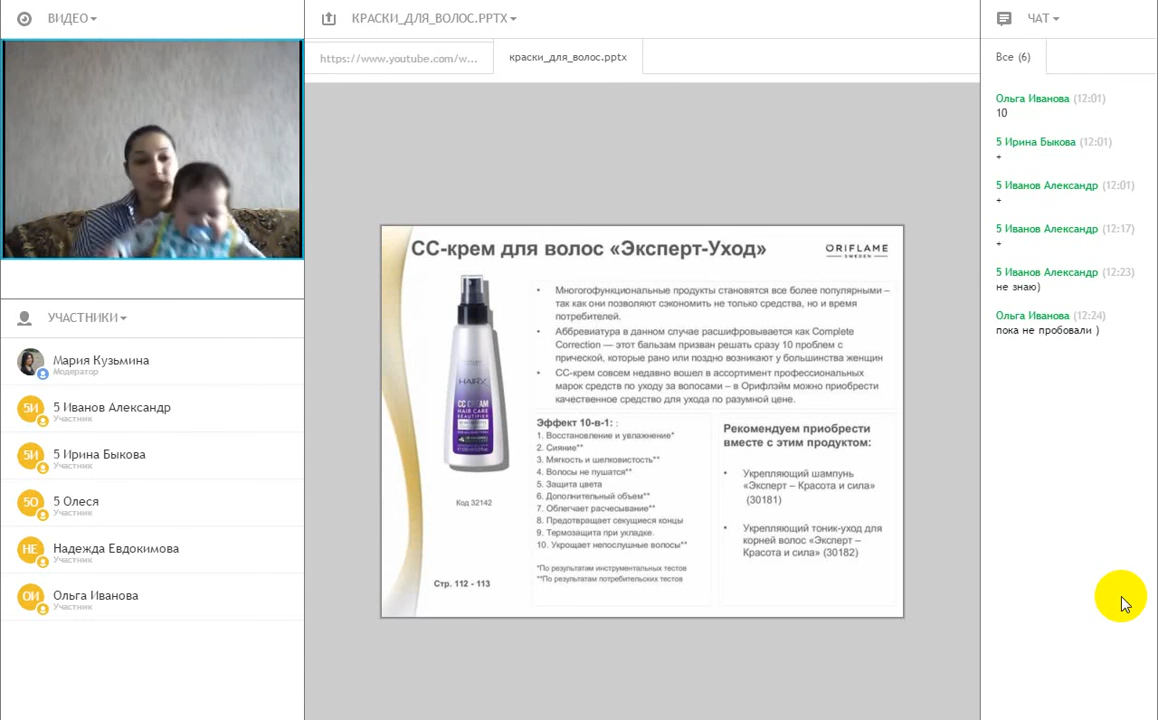 ВИДЕО
КРАСКИ_ДЛЯ_ВОЛОС.PPTX
ЧАТ
https://www.youtube.com/w...
краски_для_волос.pptx
Все (6)
Ольга Иванова (12:01)
10
5 Ирина Быкова (12:01)
+
5 Иванов Александр (12:01)
+
5 Иванов Александр (12:17)
+
5 Иванов Александр (12:23)
не знаю)
Ольга Иванова (12:24)
пока не пробовали )
УЧАСТНИКИ
Мария Кузьмина
Модератор
5И
5 Иванов Александр
Участник
5И
5 Ирина Быкова
Участник
5О
5 Олеся
Участник
НЕ
Надежда Евдокимова
Участник
ОИ
Ольга Иванова
Участник
СС-крем для волос «Эксперт-Уход»
ORIFLAME
SWEDEN
• Многофункциональные продукты становятся все более популярными –
так как они позволяют сэкономить не только средства, но и время
потребителей.
• Аббревиатура в данном случае расшифровывается как Complete
Correction — этот бальзам призван решать сразу 10 проблем с
прической, которые рано или поздно возникают у большинства женщин
• СС-крем совсем недавно вошел в ассортимент профессиональных
марок средств по уходу за волосами – в Орифлэйм можно приобрести
качественное средство для ухода по разумной цене.
HAIRX
CC CREAM
HAIR CARE
BEAUTIFIER
Код 32142
Стр. 112 - 113
Эффект 10-в-1: :
1. Восстановление и увлажнение*
2. Сияние**
3. Мягкость и шелковистость**
4. Волосы не пушатся**
5. Защита цвета
6. Дополнительный объем**
7. Облегчает расчесывание**
8. Предотвращает секущиеся концы
9. Термозащита при укладке.
10. Укрощает непослушные волосы**
*По результатам инструментальных тестов
**По результатам потребительских тестов
Рекомендуем приобрести
вместе с этим продуктом:
• Укрепляющий шампунь
«Эксперт – Красота и сила»
(30181)
• Укрепляющий тоник-уход для
корней волос «Эксперт –
Красота и сила» (30182)